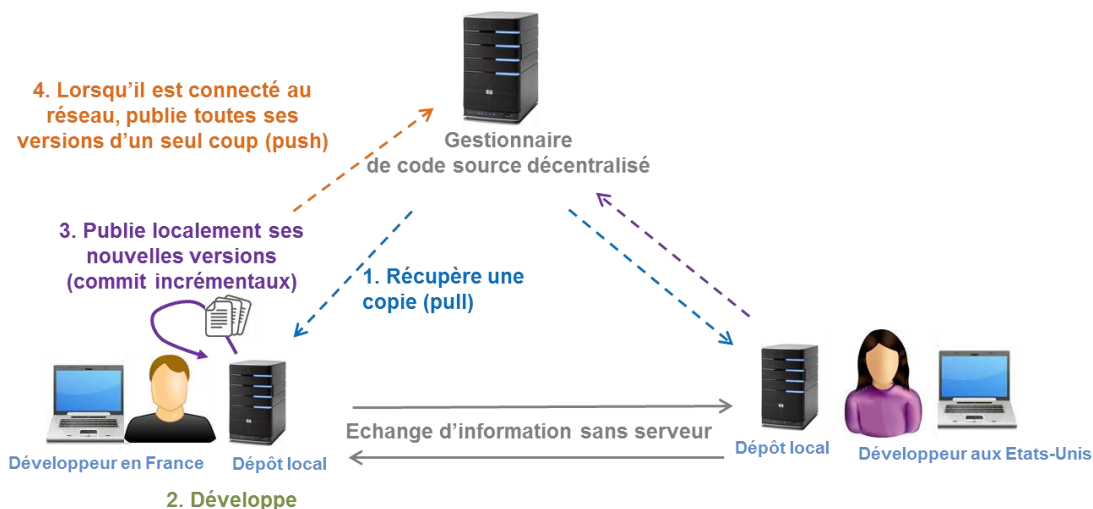 4. Lorsqu'il est connecté au
réseau, publie toutes ses
versions d'un seul coup (push)
Gestionnaire
de code source décentralisé
3. Publie localement ses
nouvelles versions
(commit incrémentaux)
1. Récupère une
copie (pull)
Echange d'information sans serveur
Développeur en France
Dépôt local
Dépôt local
Développeur aux Etats-Unis
2. Développe